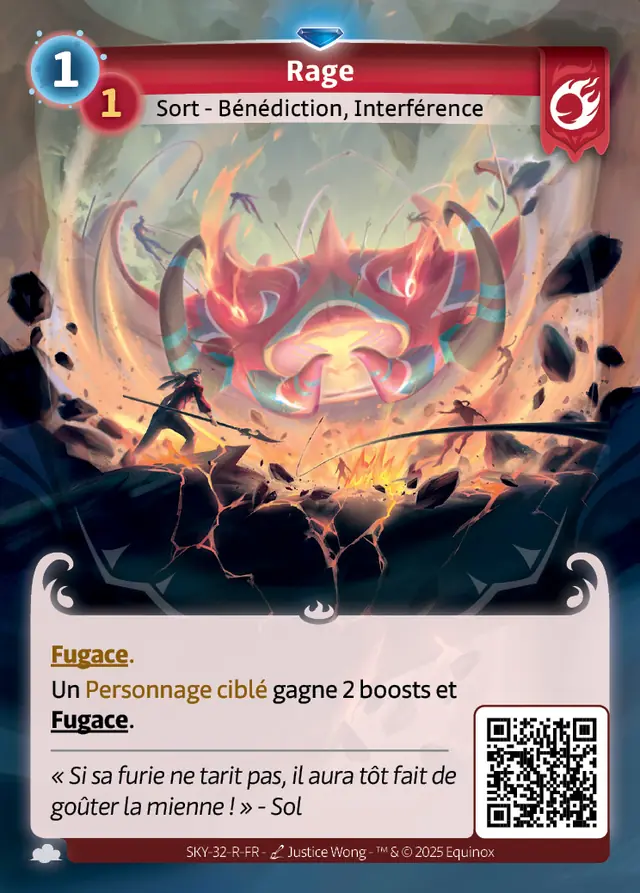 1
Rage
1
Sort - Bénédiction, Interférence
Fugace.
Un Personnage ciblé gagne 2 boosts et
Fugace.
« Si sa furie ne tarit pas, il aura tôt fait de
goûter la mienne ! » - Sol
SKY-32-R-FR - Justice Wong - ™ & © 2025 Equinox